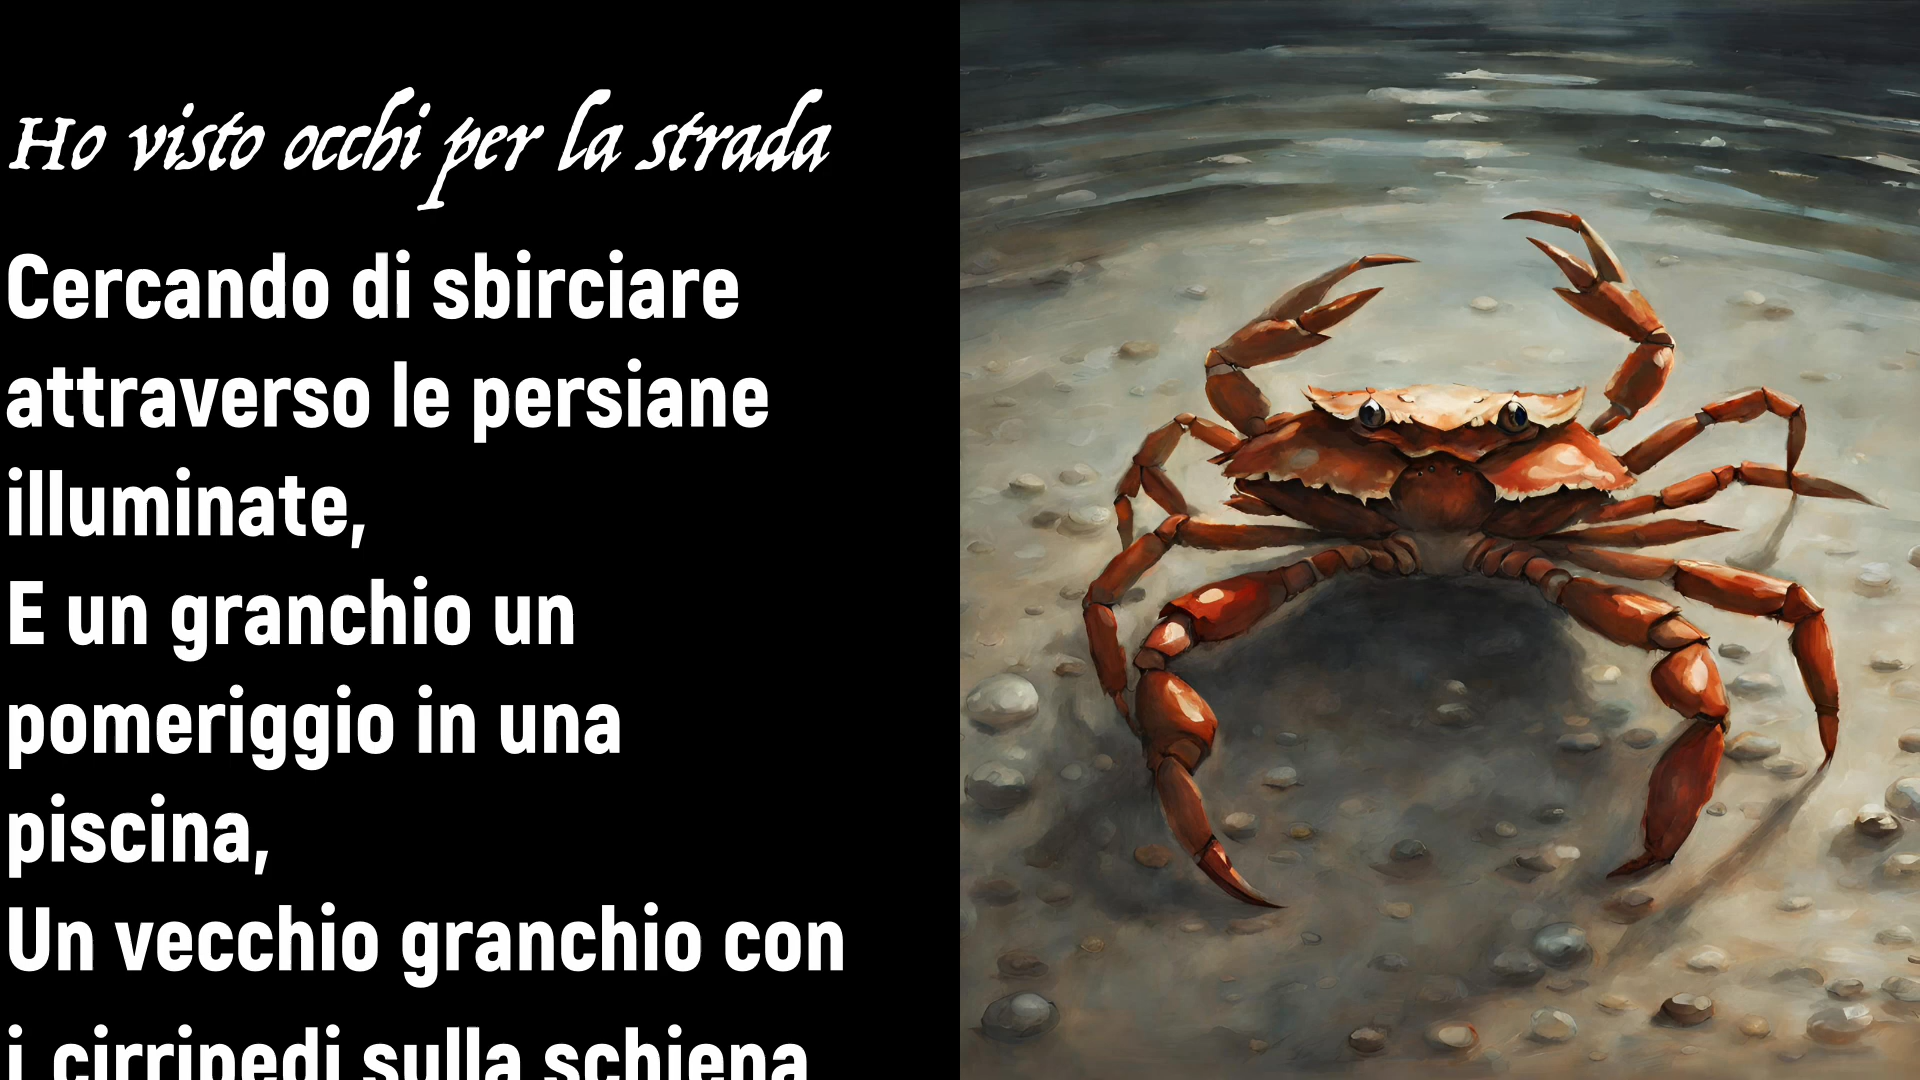 Ho visto occhi per la strada
Cercando di sbirciare
attraverso le persiane
illuminate,
E un granchio un
pomeriggio in una
piscina,
Un vecchio granchio con
i cirripedi sulla schiena